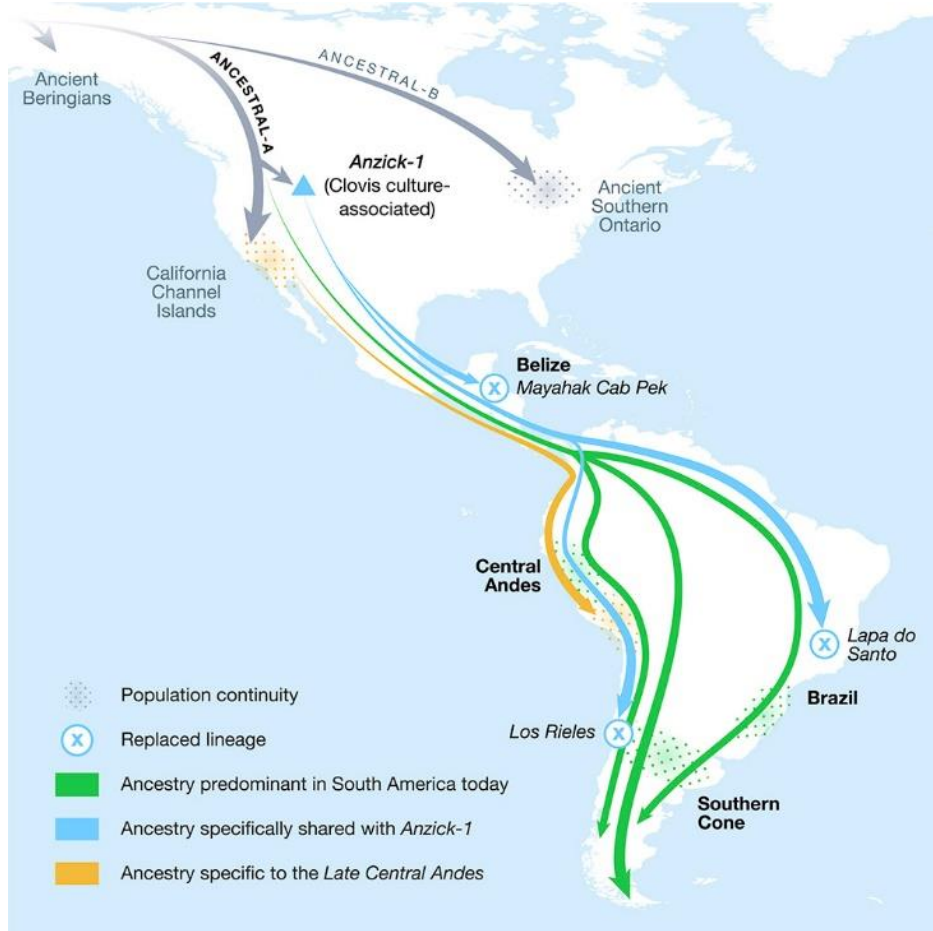 Ancient
Beringians
ANCESTRAL-A
ANCESTRAL-B
Anzick-1
(Clovis culture-
associated)
Ancient
Southern
Ontario
California
Channel
Islands
Belize
Mayahak Cab Pek
Central
Andes
Lapa do
Santo
Brazil
Los Rieles
Southern
Cone
Population continuity
X
Replaced lineage
Ancestry predominant in South America today
Ancestry specifically shared with Anzick-1
Ancestry specific to the Late Central Andes
X
X
X